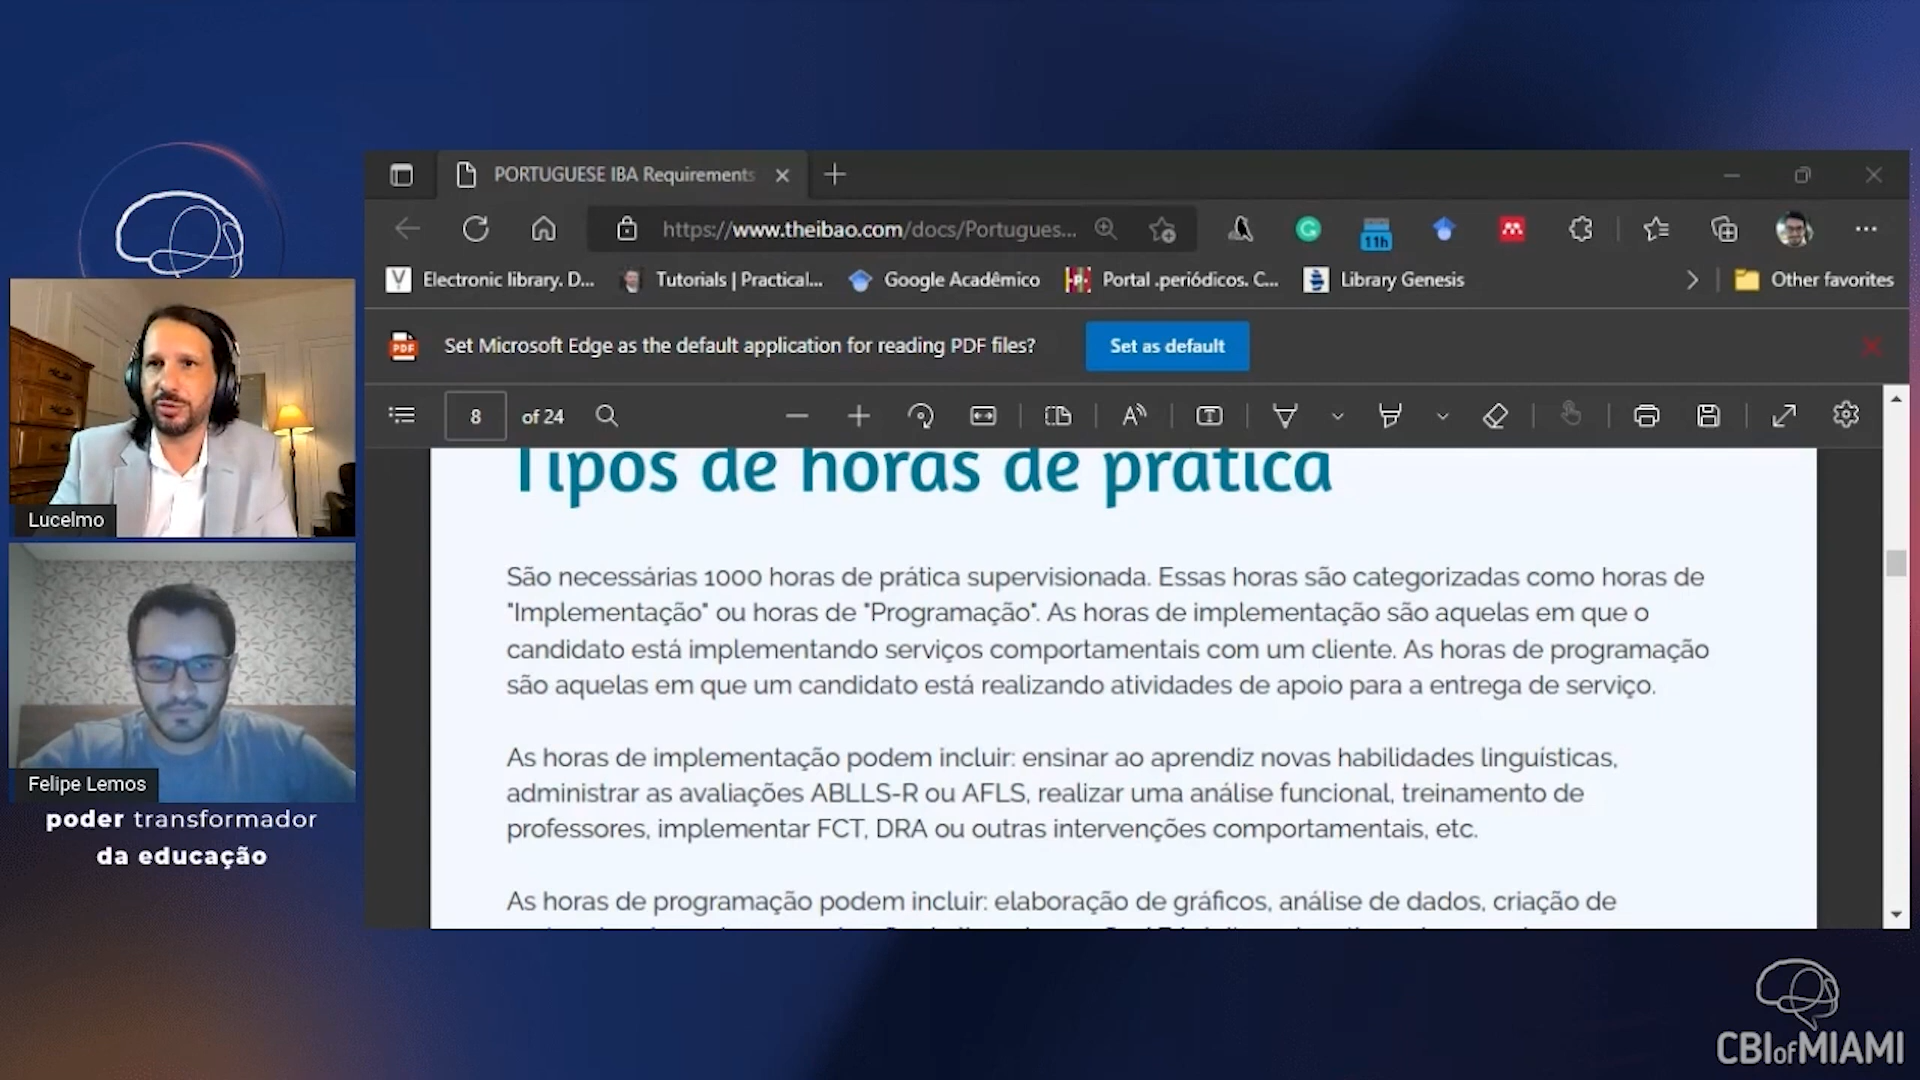 PORTUGUESE IBA Requirements
https://www.theibao.com/docs/Portugues...
11h
Electronic library. D...
Tutorials | Practical...
Google Acadêmico
Portal .periódicos. C...
Library Genesis
Other favorites
PDF
Set Microsoft Edge as the default application for reading PDF files?
Set as default
8 of 24
Tipos de horas de prática
São necessárias 1000 horas de prática supervisionada. Essas horas são categorizadas como horas de
"Implementação" ou horas de "Programação". As horas de implementação são aquelas em que o
candidato está implementando serviços comportamentais com um cliente. As horas de programação
são aquelas em que um candidato está realizando atividades de apoio para a entrega de serviço.
As horas de implementação podem incluir: ensinar ao aprendiz novas habilidades linguísticas,
administrar as avaliações ABLLS-R ou AFLS, realizar uma análise funcional, treinamento de
professores, implementar FCT, DRA ou outras intervenções comportamentais, etc.
As horas de programação podem incluir: elaboração de gráficos, análise de dados, criação de
Lucelmo
Felipe Lemos
poder transformador
da educação
CBIofMIAMI